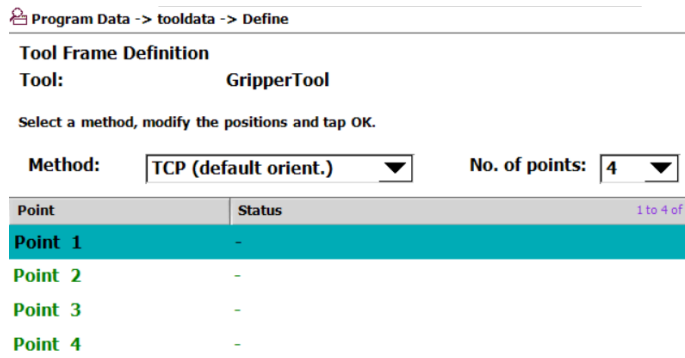 Program Data -> tooldata -> Define
Tool Frame Definition
Tool: GripperTool
Select a method, modify the positions and tap OK.
Method: TCP (default orient.) No. of points: 4
Point Status 1 to 4 of
Point 1 -
Point 2 -
Point 3 -
Point 4 -